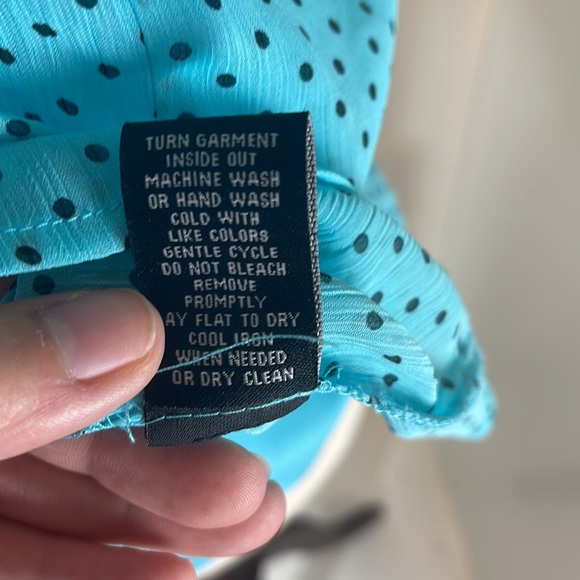 TURN GARMENT
INSIDE OUT
MACHINE WASH
OR HAND WASH
COLD WITH
LIKE COLORS
GENTLE CYCLE
DO NOT BLEACH
REMOVE
PROMPTLY
AY FLAT TO DRY
COOL IRON
WHEN NEEDED
OR DRY CLEAN